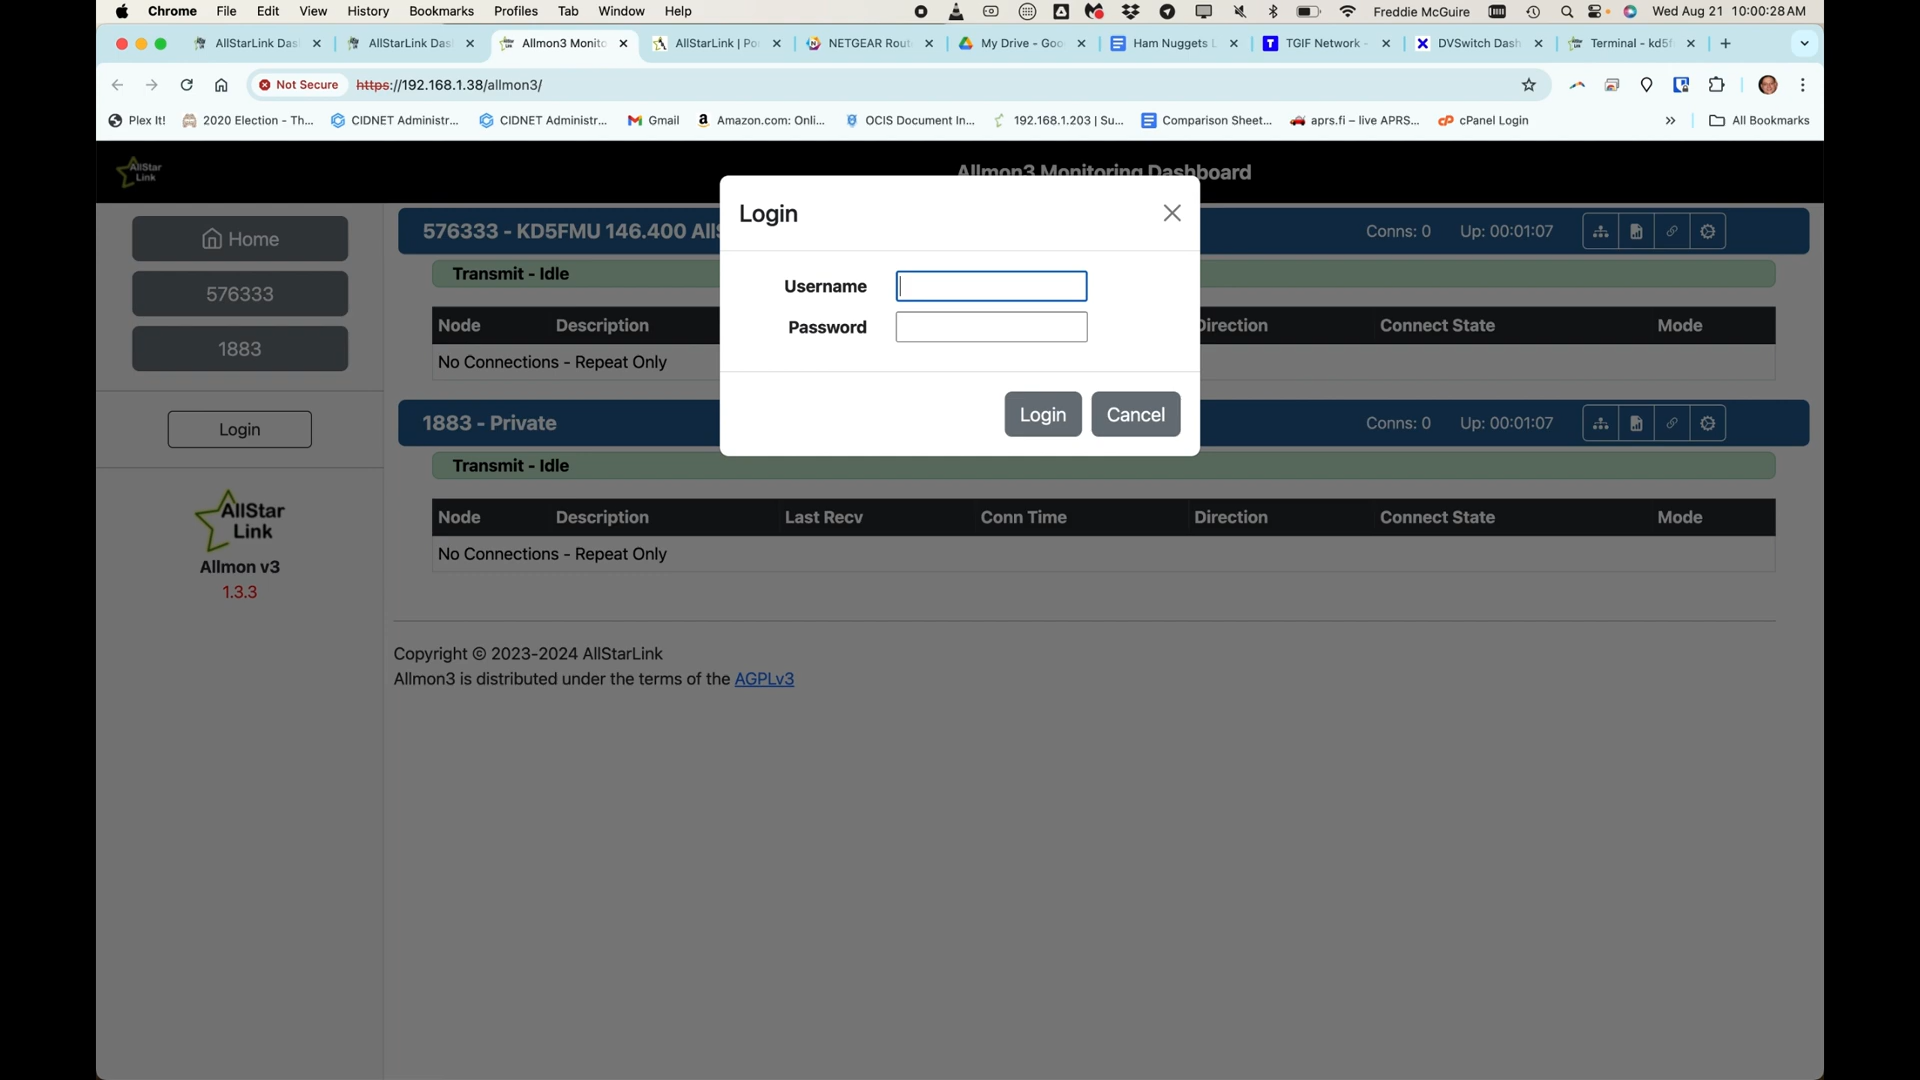 Chrome File Edit View History Bookmarks Profiles Tab Window Help Freddie McGuire Wed Aug 21 10:00:28 AM
AllStarLink Das AllStarLink Das Allmon3 Monito AllStarLink | Po NETGEAR Rout My Drive - Goo Ham Nuggets L TGIF Network - DVSwitch Dash Terminal - kd5f
Not Secure https://192.168.1.38/allmon3/
Plex It! 2020 Election - Th... CIDNET Administr... CIDNET Administr... Gmail Amazon.com: Onli... OCIS Document In... 192.168.1.203 | Su... Comparison Sheet... aprs.fi – live APRS... cPanel Login » All Bookmarks
AllStar
Link
Allmon3 Monitoring Dashboard
Login
Home
576333
1883
Login
AllStar
Link
Allmon v3
1.3.3
576333 - KD5FMU 146.400 AllS
Conns: 0 Up: 00:01:07
Transmit - Idle
Username
Password
Login Cancel
Node Description Direction Connect State Mode
No Connections - Repeat Only
1883 - Private
Conns: 0 Up: 00:01:07
Transmit - Idle
Node Description Last Recv Conn Time Direction Connect State Mode
No Connections - Repeat Only
Copyright © 2023-2024 AllStarLink
Allmon3 is distributed under the terms of the AGPLv3